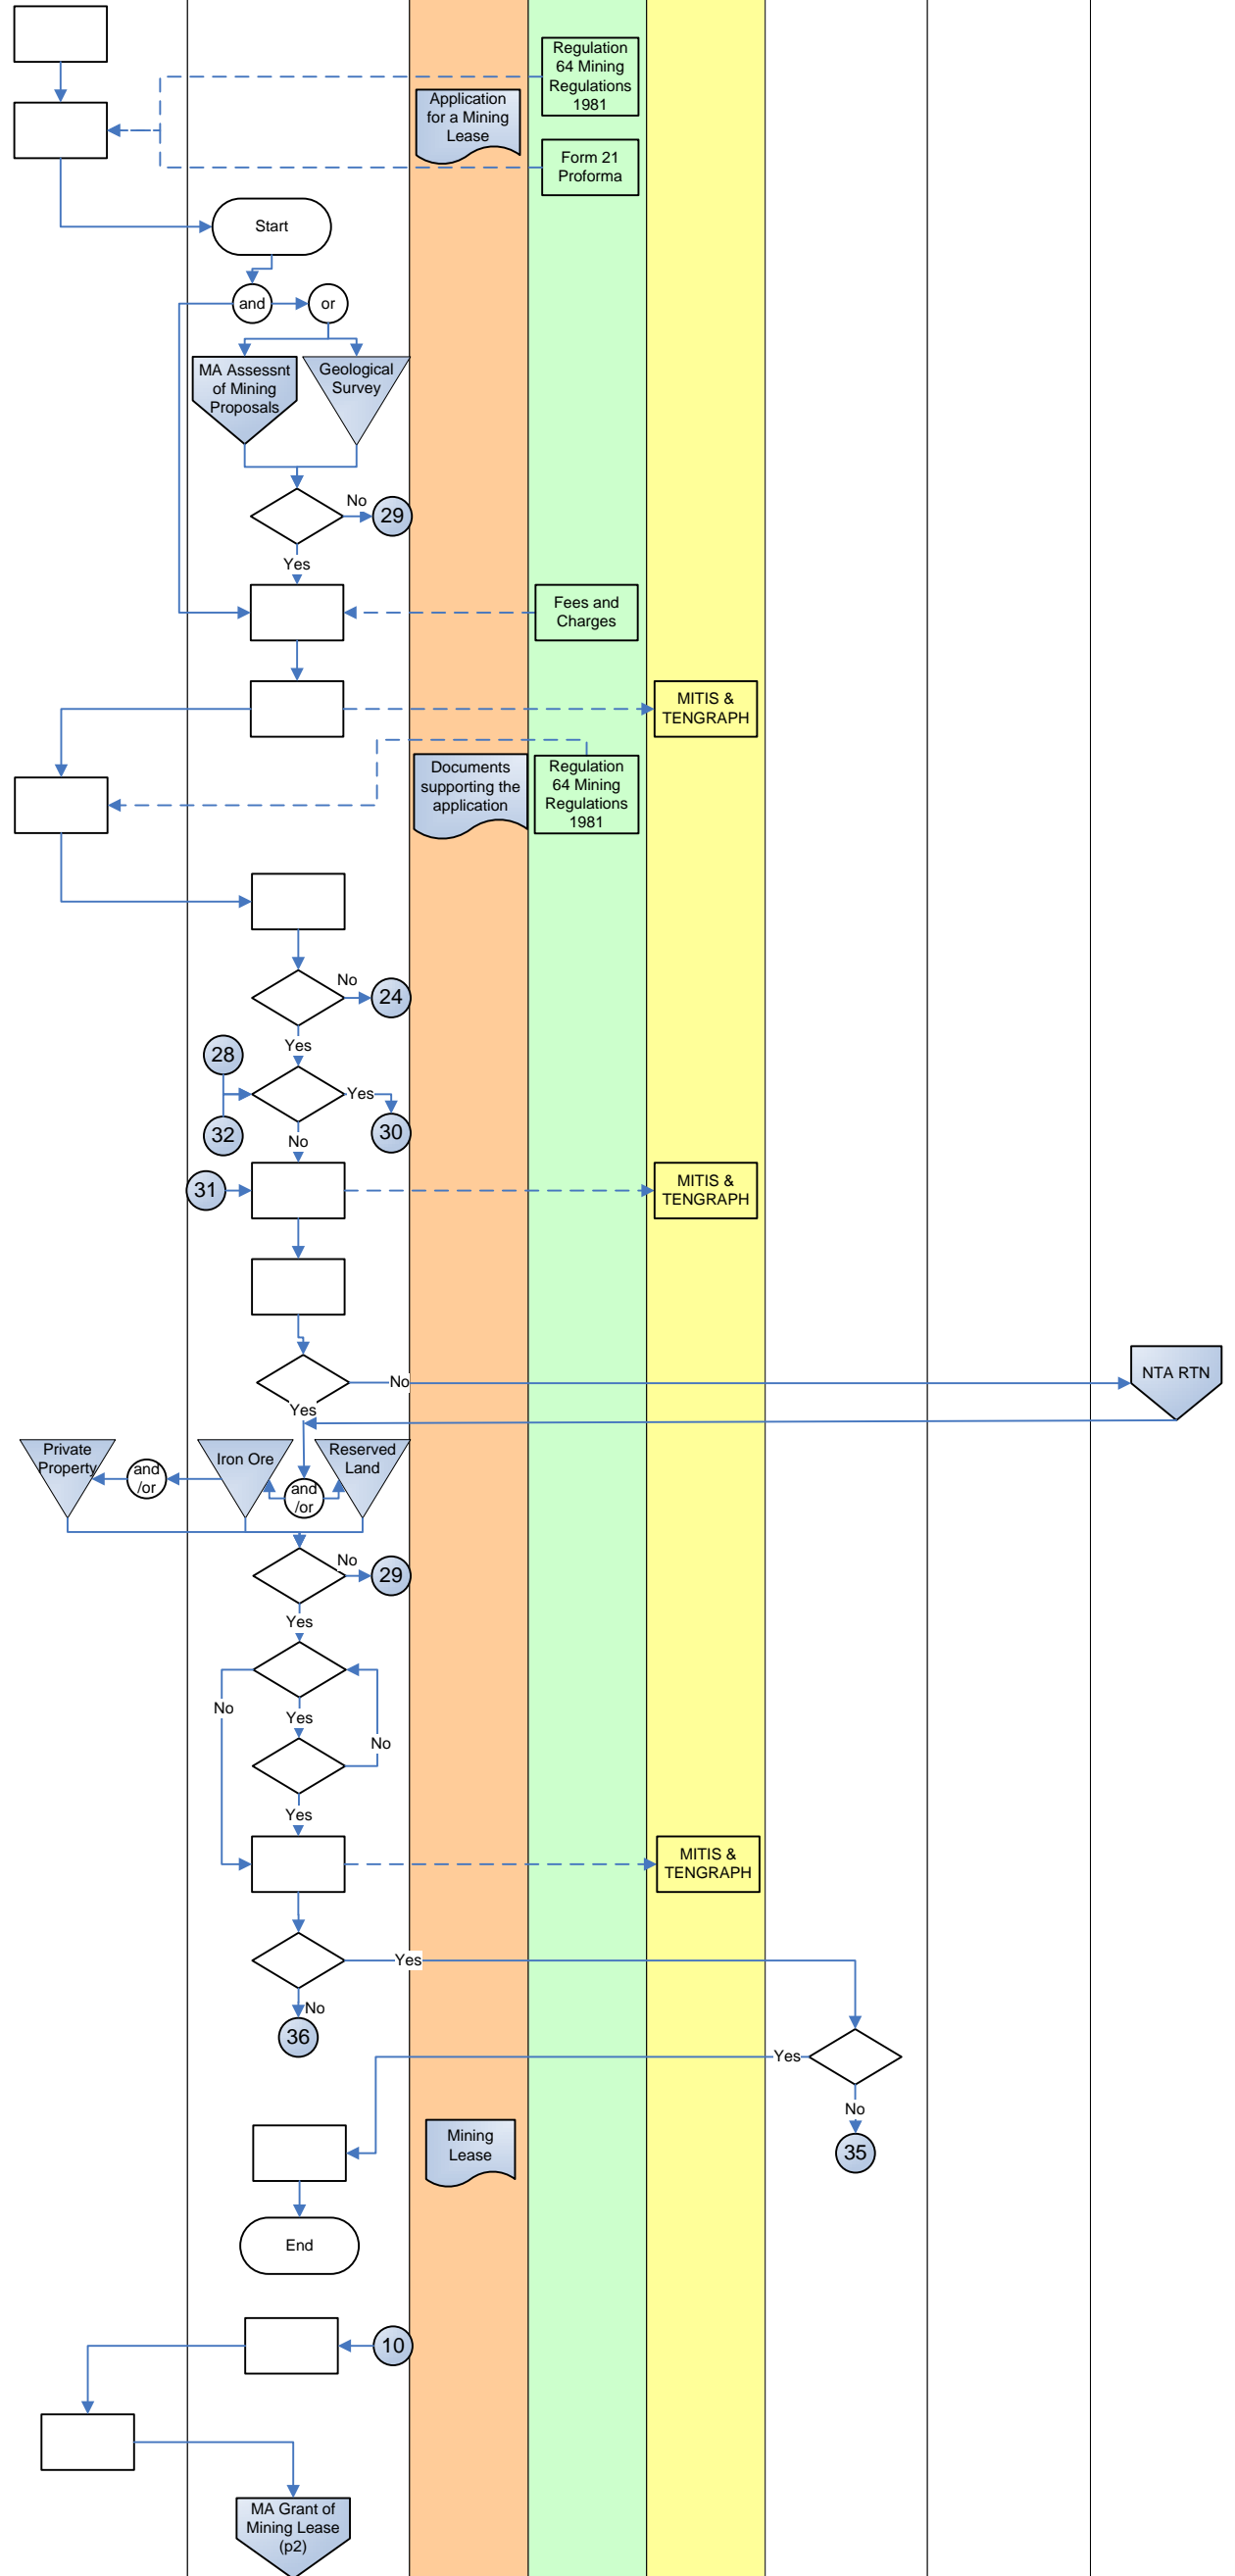 Regulation
64 Mining
Regulations
1981
Application
for a Mining
Lease
Form 21
Proforma
Start
and
or
MA Assessnt
of Mining
Proposals
Geological
Survey
No
29
Yes
Fees and
Charges
MITIS &
TENGRAPH
Documents
supporting the
application
Regulation
64 Mining
Regulations
1981
No
24
Yes
28
Yes
32
30
No
31
MITIS &
TENGRAPH
No
NTA RTN
Yes
Private
Property
and
/or
Iron Ore
and
/or
Reserved
Land
No
29
Yes
No
Yes
No
Yes
MITIS &
TENGRAPH
Yes
No
36
Yes
No
35
Mining
Lease
End
10
MA Grant of
Mining Lease
(p2)